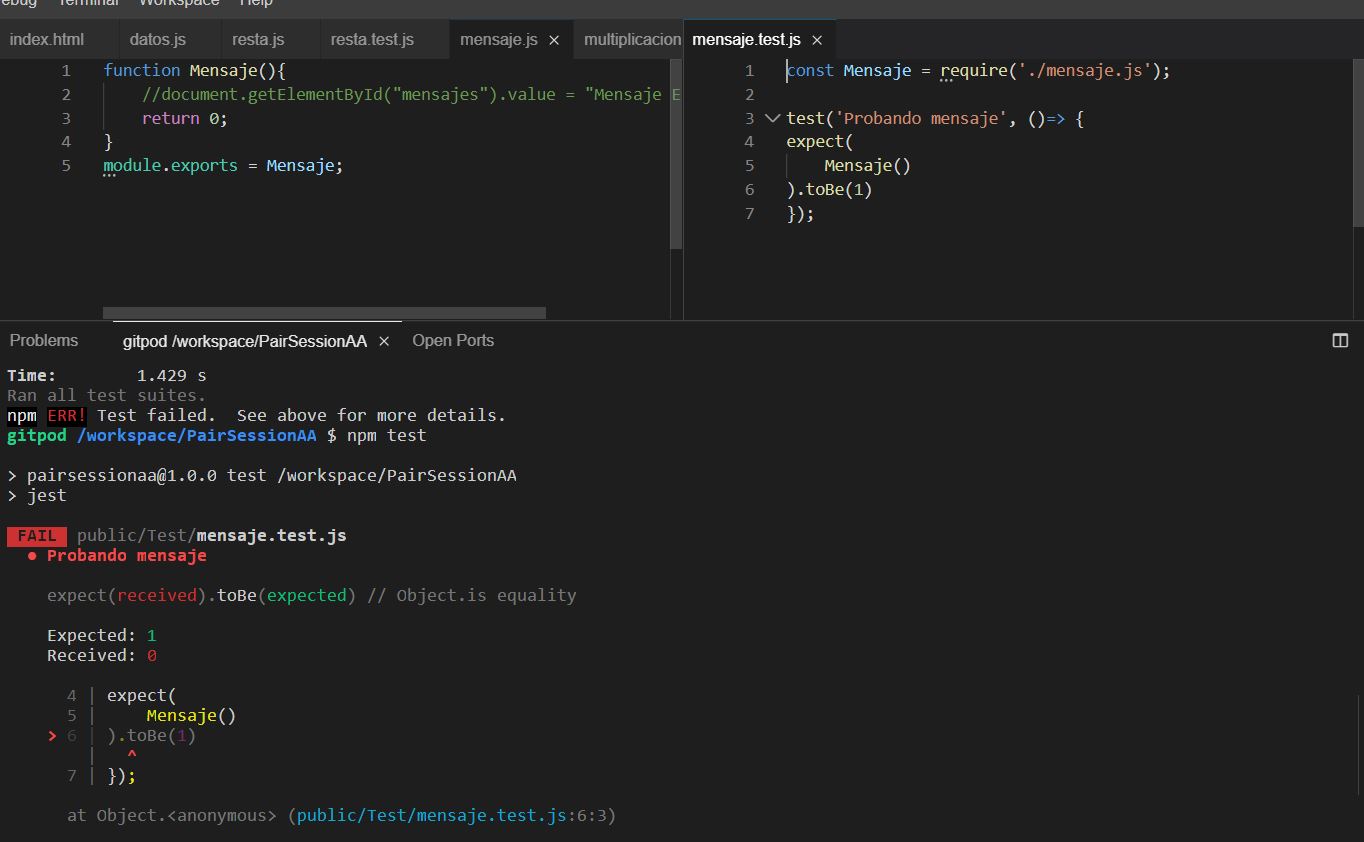 ebug Terminal Workspace Help
index.html datos.js resta.js resta.test.js mensaje.js × multiplicacion mensaje.test.js ×
1 function Mensaje(){
2 //document.getElementById("mensajes").value = "Mensaje E
3 return 0;
4 }
5 module.exports = Mensaje;
1 const Mensaje = require('./mensaje.js');
2
3 test('Probando mensaje', ()=> {
4 expect(
5 Mensaje()
6 ).toBe(1)
7 });
Problems gitpod /workspace/PairSessionAA × Open Ports
Time: 1.429 s
Ran all test suites.
npm ERR! Test failed. See above for more details.
gitpod /workspace/PairSessionAA $ npm test
> pairsessionaa@1.0.0 test /workspace/PairSessionAA
> jest
FAIL public/Test/mensaje.test.js
● Probando mensaje
expect(received).toBe(expected) // Object.is equality
Expected: 1
Received: 0
4 | expect(
5 | Mensaje()
> 6 | ).toBe(1)
| ^
7 | });
at Object.<anonymous> (public/Test/mensaje.test.js:6:3)